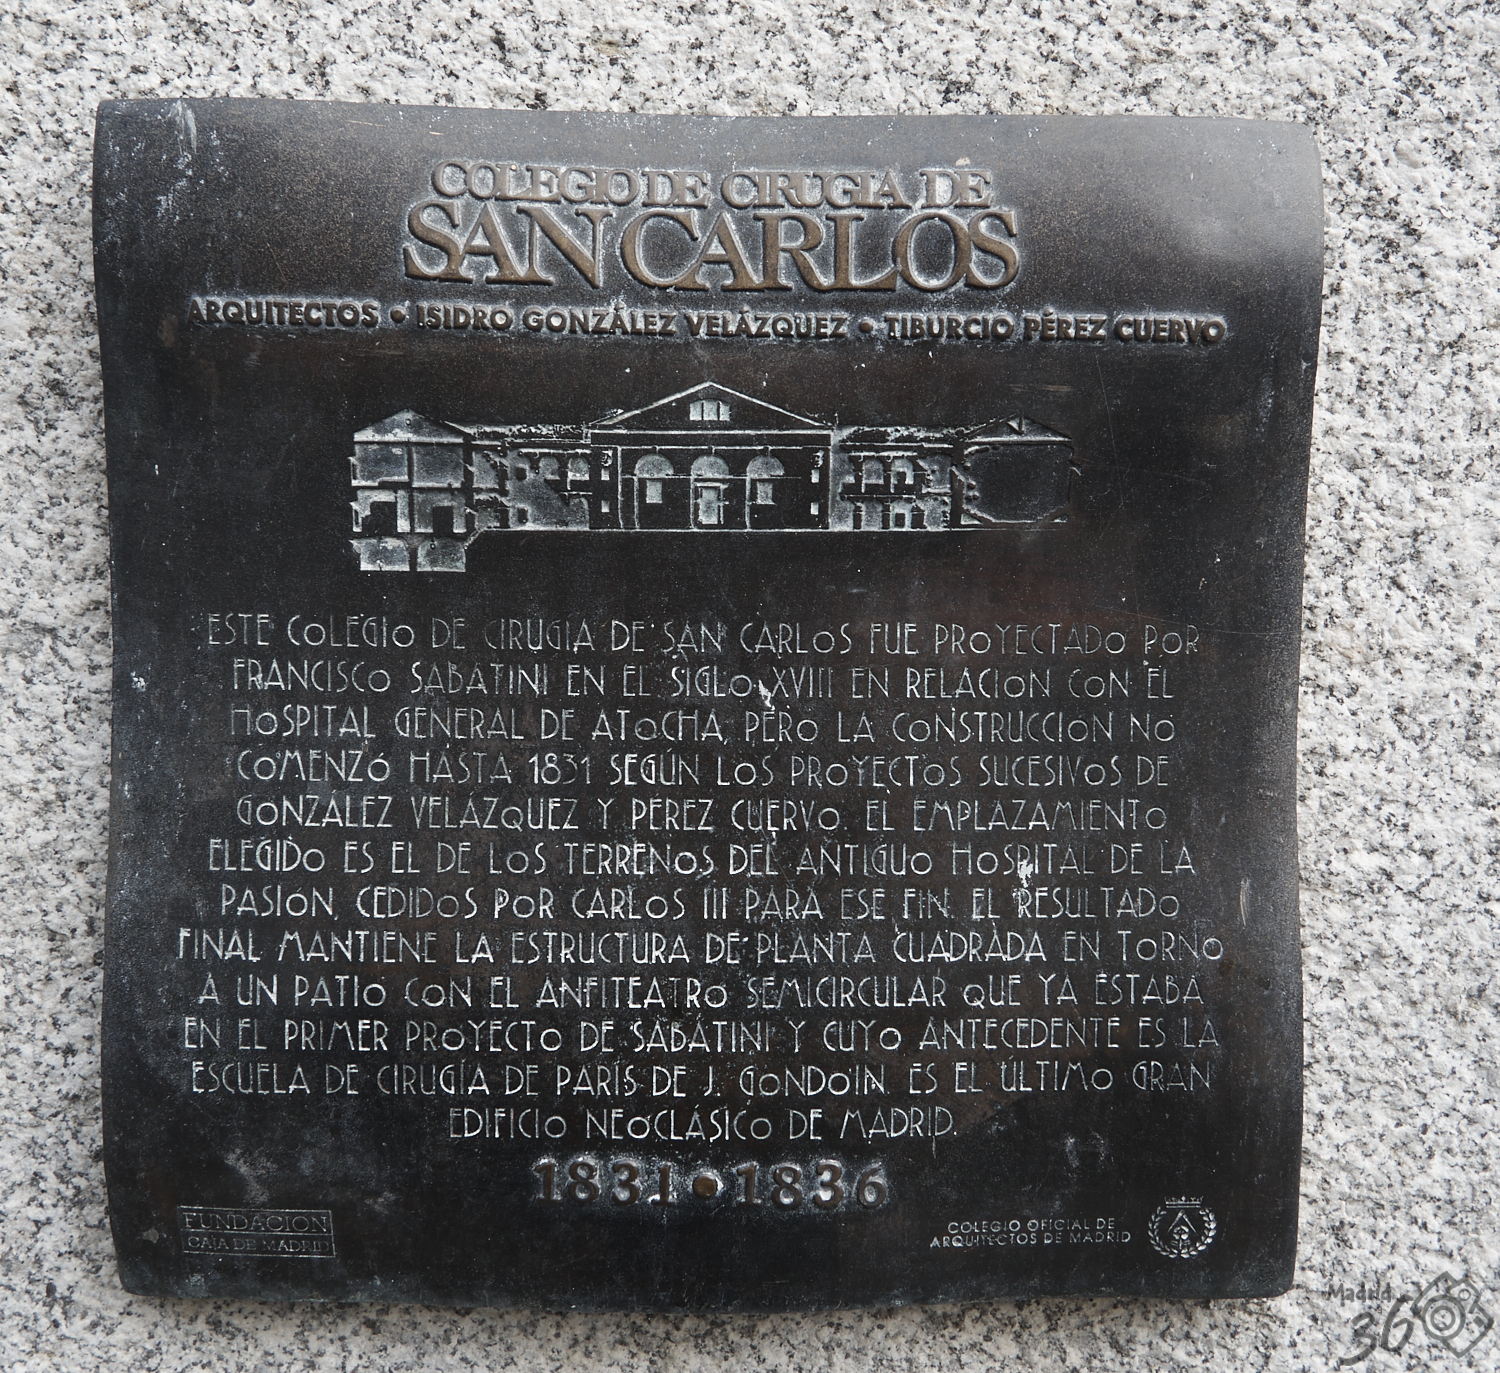 COLEGIO DE CIRUGIA DE
SAN CARLOS
ARQUITECTOS • ISIDRO GONZÁLEZ VELÁZQUEZ • TIBURCIO PÉREZ CUERVO
ESTE COLEGIO DE CIRUGIA DE SAN CARLOS FUE PROYECTADO POR
FRANCISCO SABATINI EN EL SIGLO XVIII EN RELACION CON EL
HOSPITAL GENERAL DE ATOCHA, PERO LA CONSTRUCCIÓN NO
COMENZÓ HASTA 1831 SEGÚN LOS PROYECTOS SUCESIVOS DE
GONZÁLEZ VELÁZQUEZ Y PÉREZ CUERVO. EL EMPLAZAMIENTO
ELEGIDO ES EL DE LOS TERRENOS DEL ANTIGUO HOSPITAL DE LA
PASIÓN, CEDIDOS POR CARLOS III PARA ESE FIN. EL RESULTADO
FINAL MANTIENE LA ESTRUCTURA DE PLANTA CUADRADA EN TORNO
A UN PATIO CON EL ANFITEATRO SEMICIRCULAR QUE YA ESTABA
EN EL PRIMER PROYECTO DE SABATINI Y CUYO ANTECEDENTE ES LA
ESCUELA DE CIRUGÍA DE PARÍS DE J. GONDOIN. ES EL ÚLTIMO GRAN
EDIFICIO NEOCLÁSICO DE MADRID.
1831 • 1836
FUNDACION
CAJA DE MADRID
COLEGIO OFICIAL DE
ARQUITECTOS DE MADRID
Madrid
360